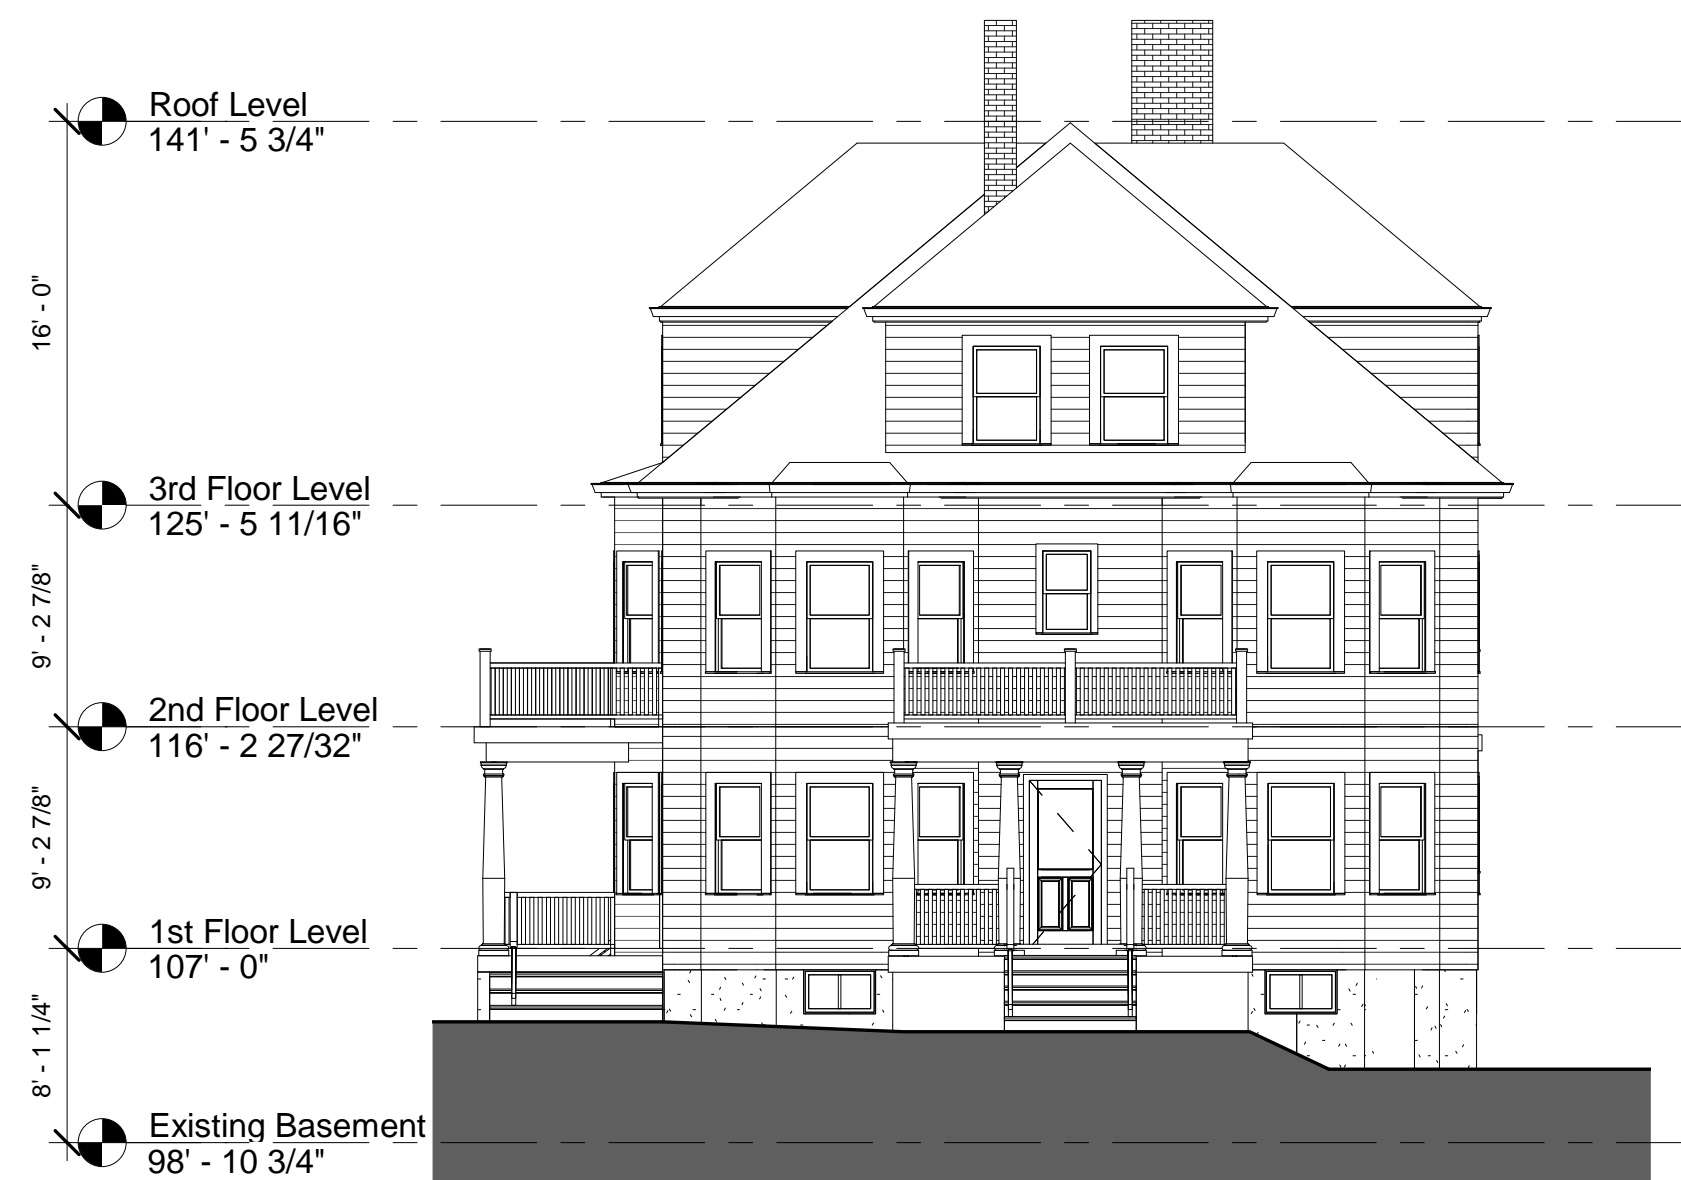 Roof Level
141' - 5 3/4"
16' - 0"
3rd Floor Level
125' - 5 11/16"
9' - 2 7/8"
2nd Floor Level
116' - 2 27/32"
9' - 2 7/8"
1st Floor Level
107' - 0"
8' - 1 1/4"
Existing Basement
98' - 10 3/4"